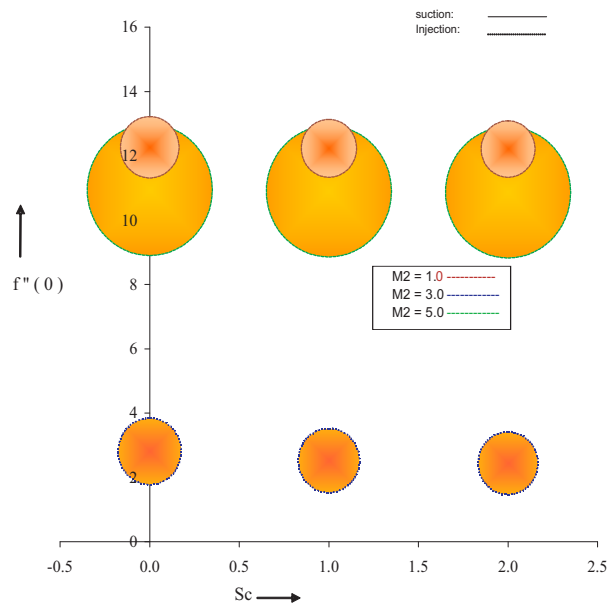 suction:
Injection:
16
14
12
10
8
6
4
2
0
f " ( 0 )
M2 = 1.0
M2 = 3.0
M2 = 5.0
-0.5 0.0 0.5 1.0 1.5 2.0 2.5
Sc